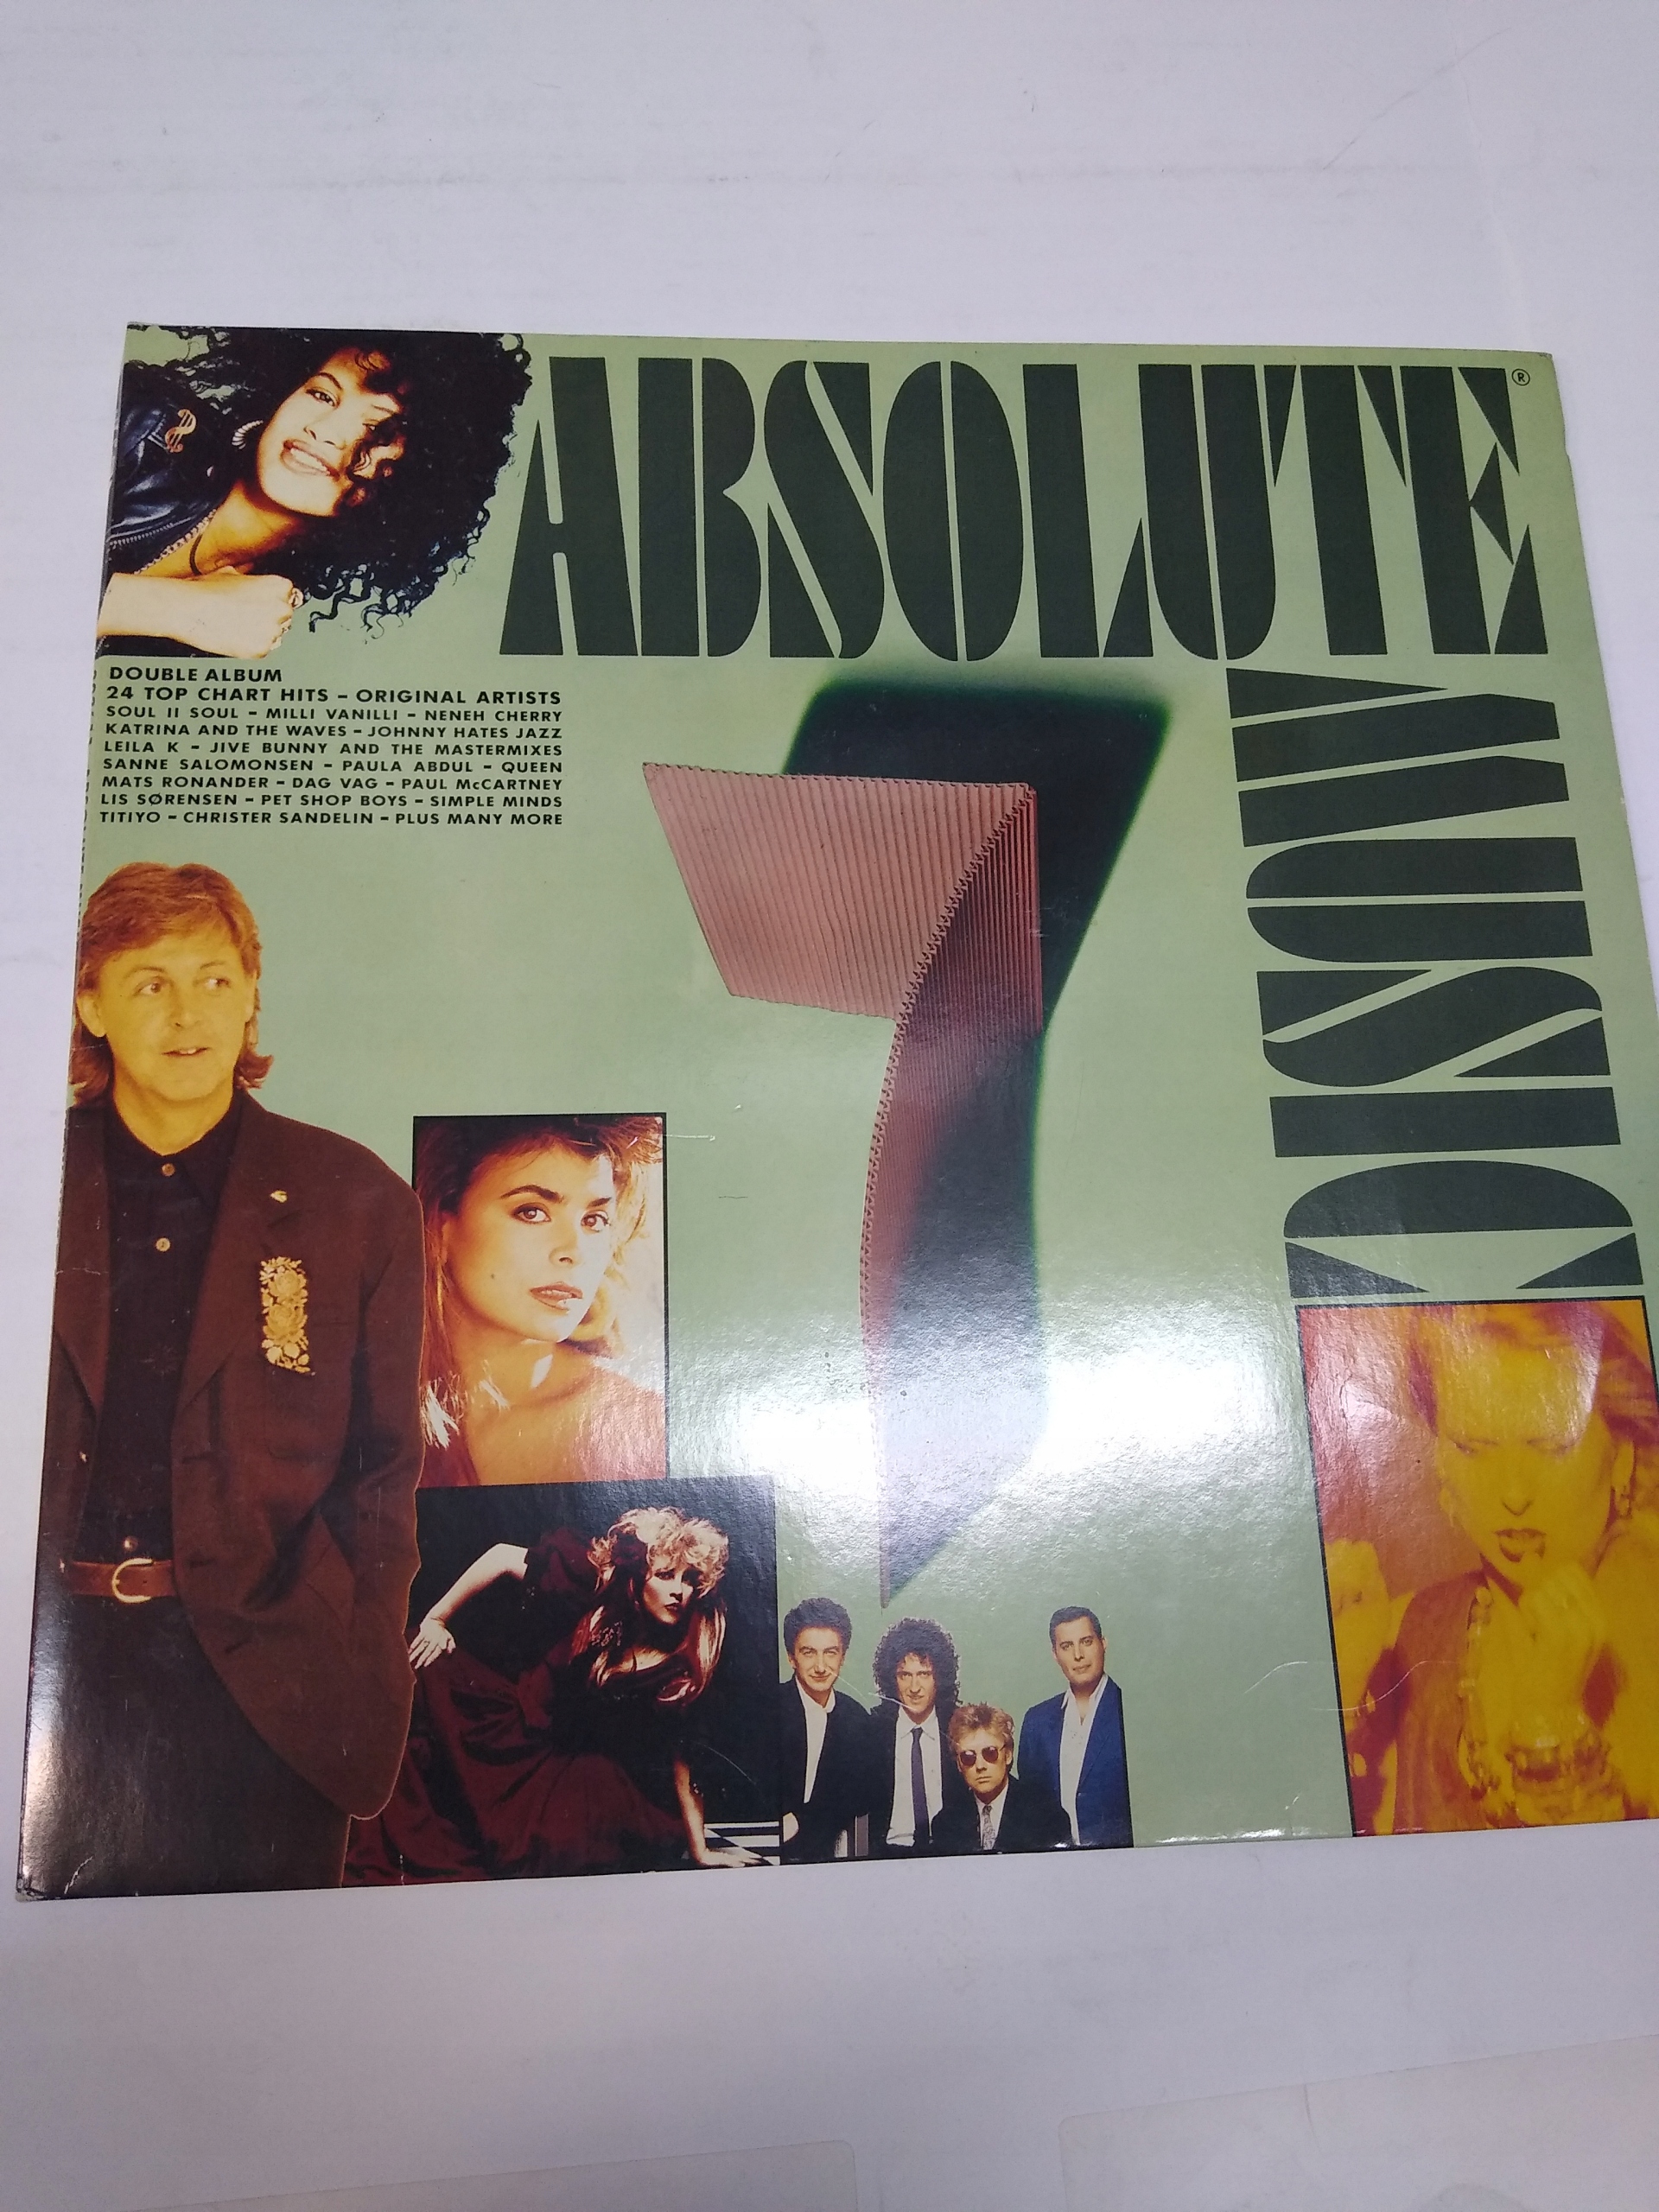 ABSOLUTE®
MUSIC
7
DOUBLE ALBUM
24 TOP CHART HITS – ORIGINAL ARTISTS
SOUL II SOUL – MILLI VANILLI – NENEH CHERRY
KATRINA AND THE WAVES – JOHNNY HATES JAZZ
LEILA K – JIVE BUNNY AND THE MASTERMIXES
SANNE SALOMONSEN – PAULA ABDUL – QUEEN
MATS RONANDER – DAG VAG – PAUL McCARTNEY
LIS SØRENSEN – PET SHOP BOYS – SIMPLE MINDS
TITIYO – CHRISTER SANDELIN – PLUS MANY MORE